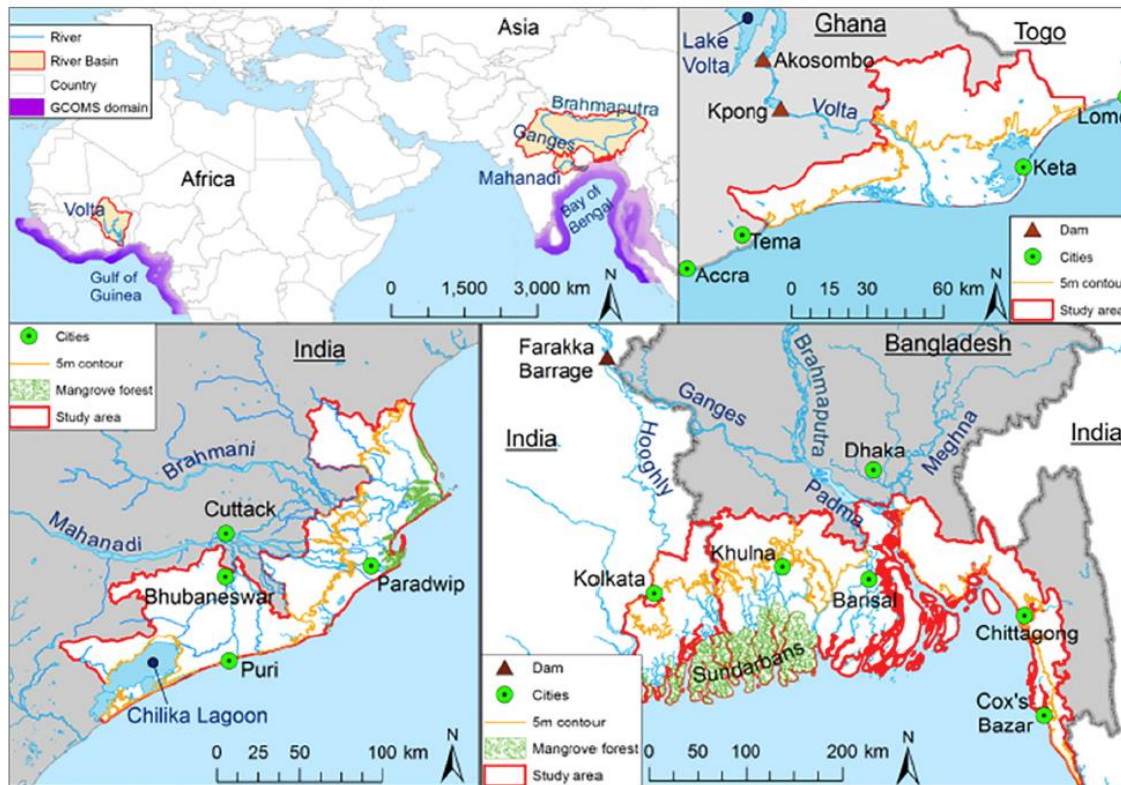 River
River Basin
Country
GCOMS domain
Asia
Brahmaputra
Ganges
Mahanadi
Africa
Volta
Bay of
Bengal
Gulf of
Guinea
N
0 1,500 3,000 km
Ghana
Togo
Lake
Volta
Akosombo
Kpong
Volta
Lome
Keta
Tema
Accra
Dam
Cities
5m contour
Study area
0 15 30 60 km
N
Cities
5m contour
Mangrove forest
Study area
India
Brahmani
Mahanadi
Cuttack
Bhubaneswar
Paradwip
Puri
Chilika Lagoon
N
0 25 50 100 km
Farakka
Barrage
Bangladesh
Brahmaputra
Ganges
India
Hooghly
Dhaka
Meghna
India
Padma
Khulna
Kolkata
Barisal
Chittagong
Sundarbans
Cox's
Bazar
Dam
Cities
5m contour
Mangrove forest
Study area
N
0 50 100 200 km